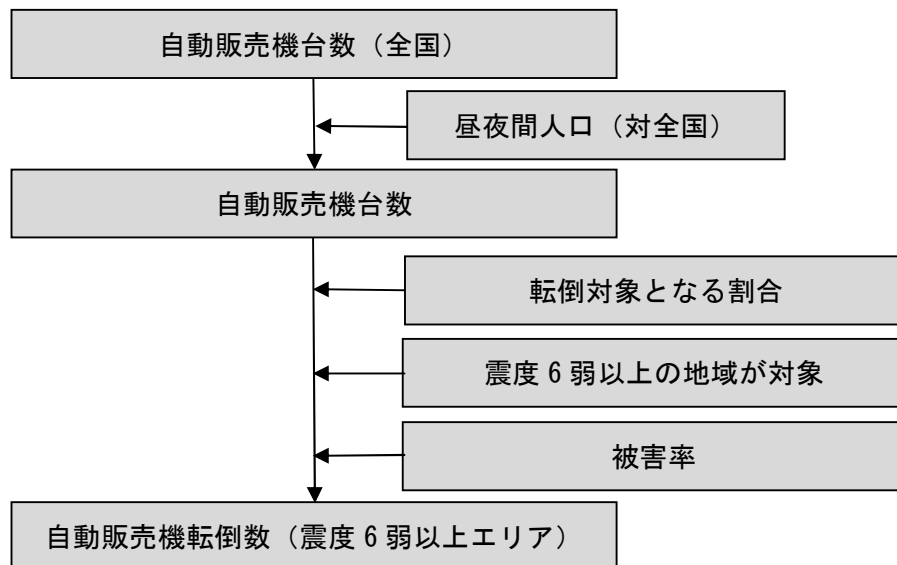 自動販売機台数（全国）
昼夜間人口（対全国）
自動販売機台数
転倒対象となる割合
震度6弱以上の地域が対象
被害率
自動販売機転倒数（震度6弱以上エリア）